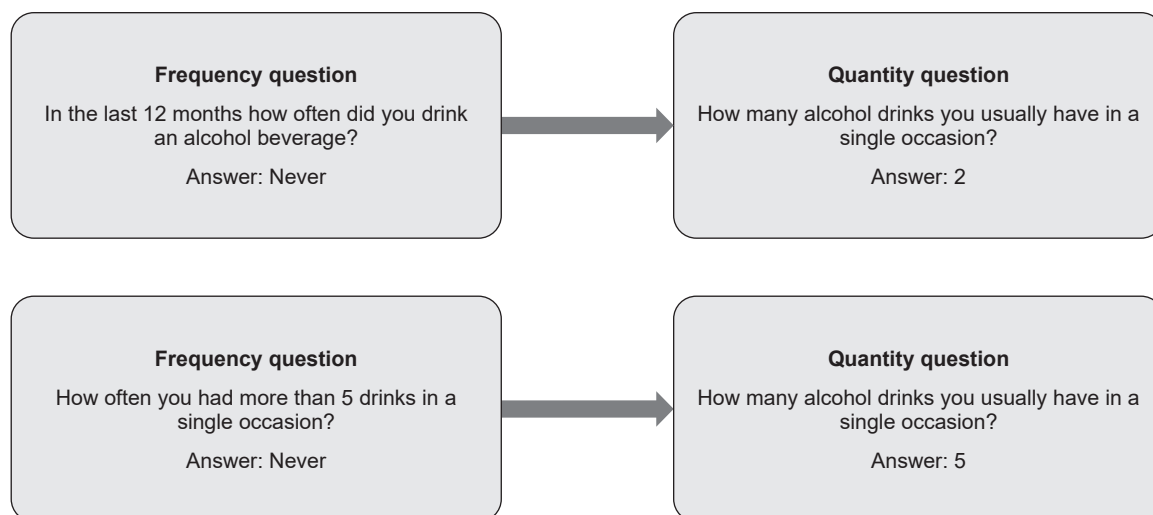 Frequency question
In the last 12 months how often did you drink
an alcohol beverage?
Answer: Never
Quantity question
How many alcohol drinks you usually have in a
single occasion?
Answer: 2
Frequency question
How often you had more than 5 drinks in a
single occasion?
Answer: Never
Quantity question
How many alcohol drinks you usually have in a
single occasion?
Answer: 5